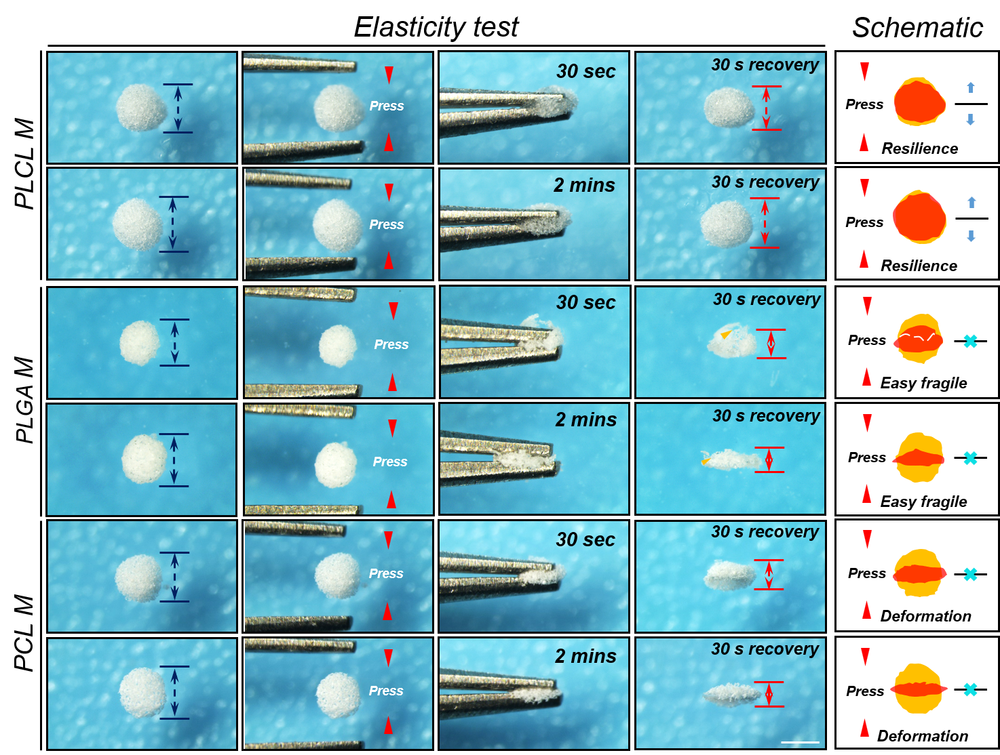 Elasticity test
Schematic
PLCL M
Press
30 sec
30 s recovery
Press
Resilience
Press
2 mins
30 s recovery
Press
Resilience
PLGA M
Press
30 sec
30 s recovery
Press
Easy fragile
Press
2 mins
30 s recovery
Press
Easy fragile
PCL M
Press
30 sec
30 s recovery
Press
Deformation
Press
2 mins
30 s recovery
Press
Deformation